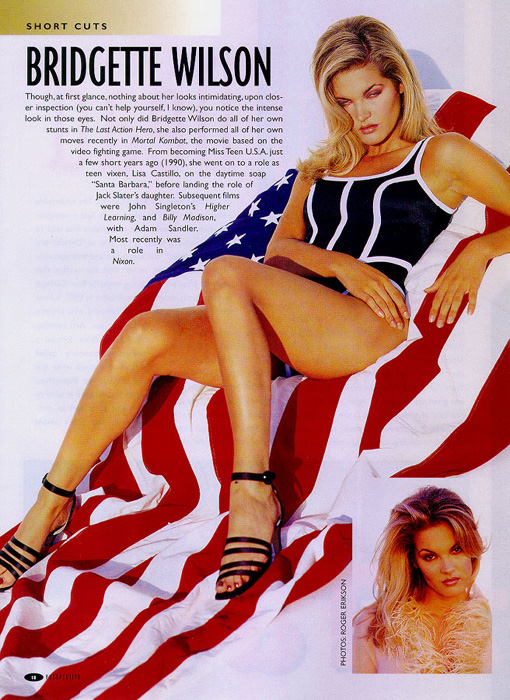 SHORT CUTS
BRIDGETTE WILSON
Though, at first glance, nothing about her looks intimidating, upon clos-
er inspection (you can't help yourself, I know), you notice the intense
look in those eyes. Not only did Bridgette Wilson do all of her own
stunts in The Last Action Hero, she also performed all of her own
moves recently in Mortal Kombat, the movie based on the
video fighting game. From becoming Miss Teen U.S.A. just
a few short years ago (1990), she went on to a role as
teen vixen, Lisa Castillo, on the daytime soap
"Santa Barbara," before landing the role of
Jack Slater's daughter. Subsequent films
were John Singleton's Higher
Learning, and Billy Madison,
with Adam Sandler.
Most recently was
a role in
Nixon.
PHOTOS: ROGER ERIKSON